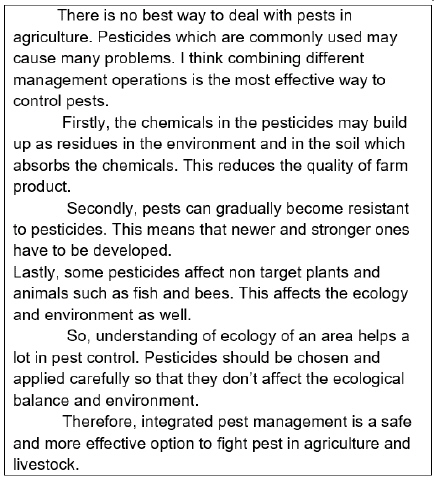 There is no best way to deal with pests in
agriculture. Pesticides which are commonly used may
cause many problems. I think combining different
management operations is the most effective way to
control pests.
Firstly, the chemicals in the pesticides may build
up as residues in the environment and in the soil which
absorbs the chemicals. This reduces the quality of farm
product.
Secondly, pests can gradually become resistant
to pesticides. This means that newer and stronger ones
have to be developed.
Lastly, some pesticides affect non target plants and
animals such as fish and bees. This affects the ecology
and environment as well.
So, understanding of ecology of an area helps a
lot in pest control. Pesticides should be chosen and
applied carefully so that they don't affect the ecological
balance and environment.
Therefore, integrated pest management is a safe
and more effective option to fight pest in agriculture and
livestock.